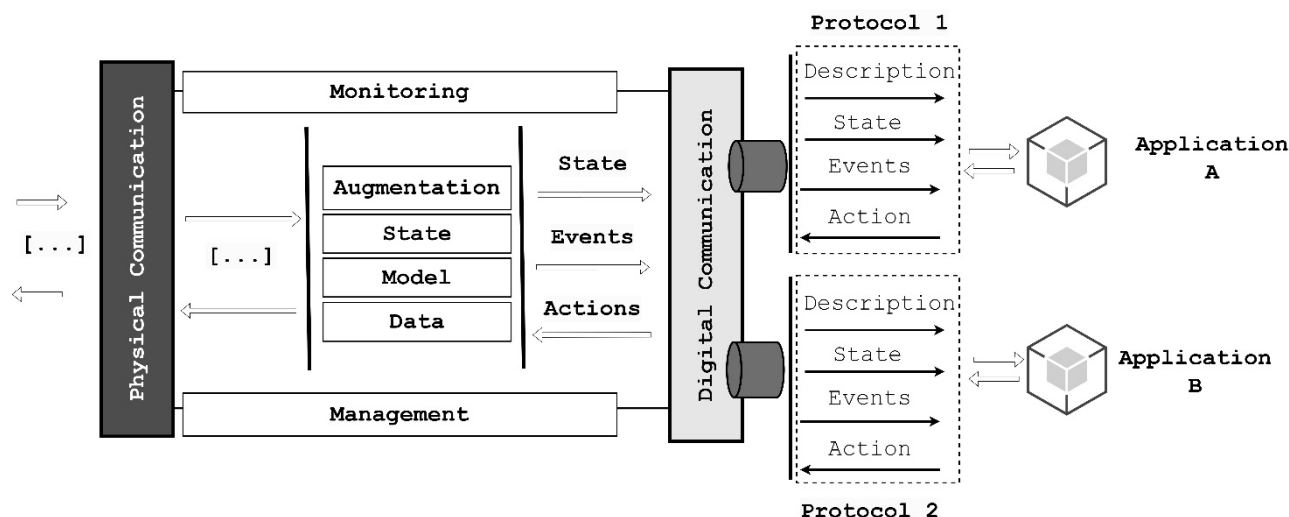 Protocol 1
Monitoring
Physical Communication
[...]
[...]
Augmentation
State
Model
Data
State
Events
Actions
Management
Digital Communication
Description
State
Events
Action
Application
A
Description
State
Events
Action
Application
B
Protocol 2